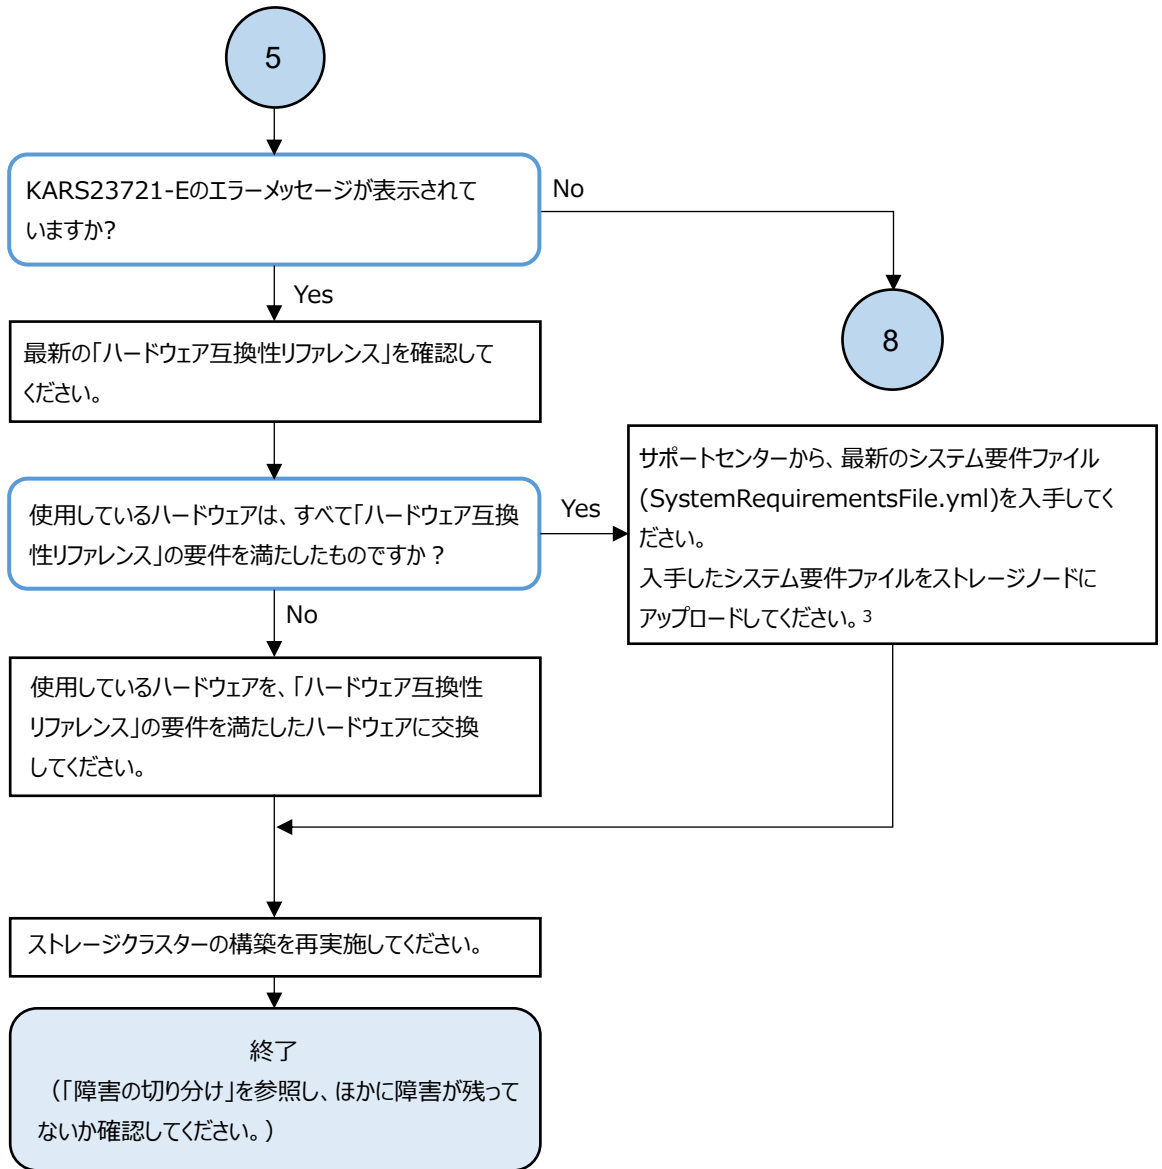 5
KARS23721-Eのエラーメッセージが表示されて
いますか?
No
Yes
8
最新の「ハードウェア互換性リファレンス」を確認して
ください。
サポートセンターから、最新のシステム要件ファイル
(SystemRequirementsFile.yml)を入手してく
ださい。
入手したシステム要件ファイルをストレージノードに
アップロードしてください。3
使用しているハードウェアは、すべて「ハードウェア互換
性リファレンス」の要件を満たしたものですか？
Yes
No
使用しているハードウェアを、「ハードウェア互換性
リファレンス」の要件を満たしたハードウェアに交換
してください。
ストレージクラスターの構築を再実施してください。
終了
（「障害の切り分け」を参照し、ほかに障害が残って
ないか確認してください。）